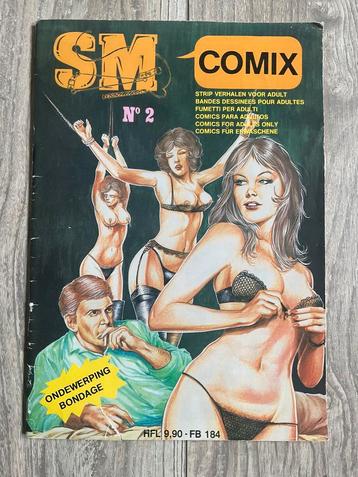 SM
COMIX
STRIP VERHALEN VOOR ADULT
BANDES DESSINEES POUR ADULTES
FUMETTI PER ADULTI
COMICS PARA ADULTOS
COMICS FOR ADULTS ONLY
COMICS FÜR ERWASCHENE
Nº 2
ONDEWERPING
BONDAGE
HFL 9,90 - FB 184